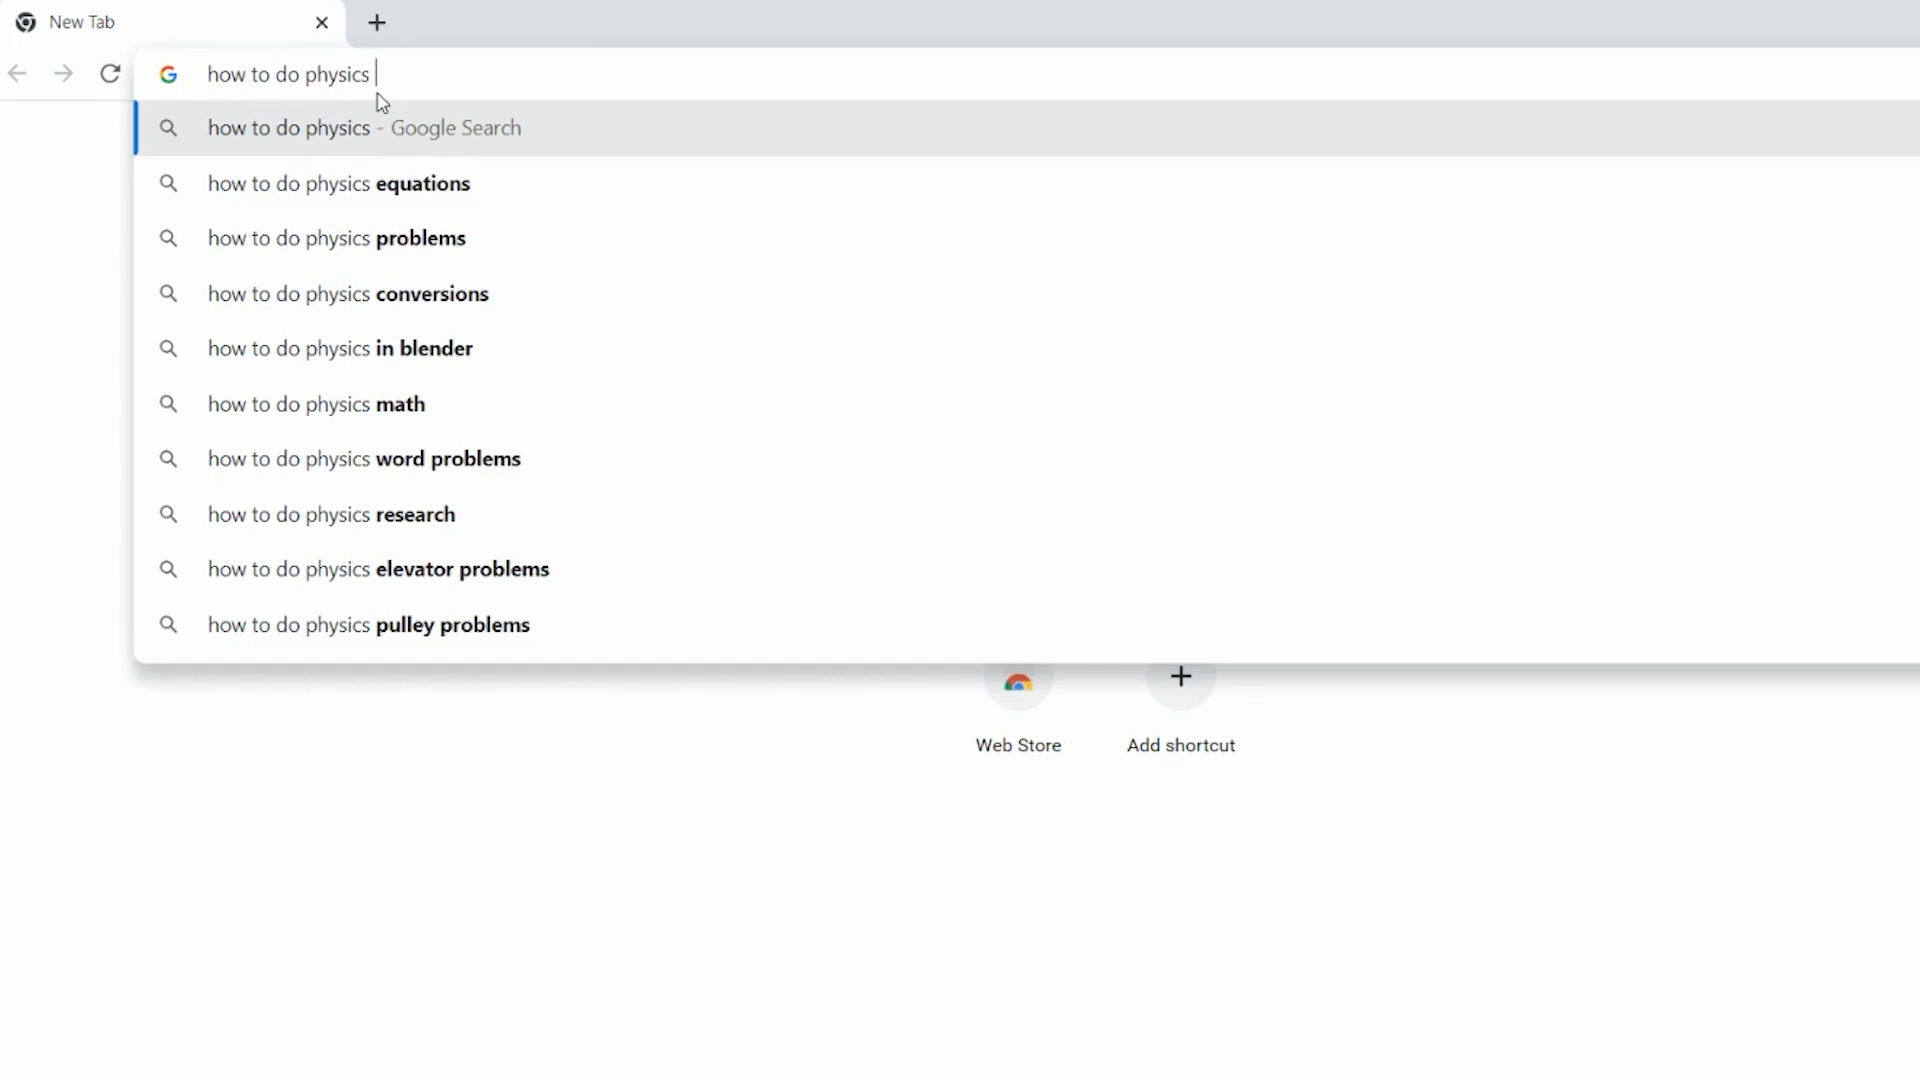 New Tab
how to do physics
how to do physics - Google Search
how to do physics equations
how to do physics problems
how to do physics conversions
how to do physics in blender
how to do physics math
how to do physics word problems
how to do physics research
how to do physics elevator problems
how to do physics pulley problems
Web Store
Add shortcut